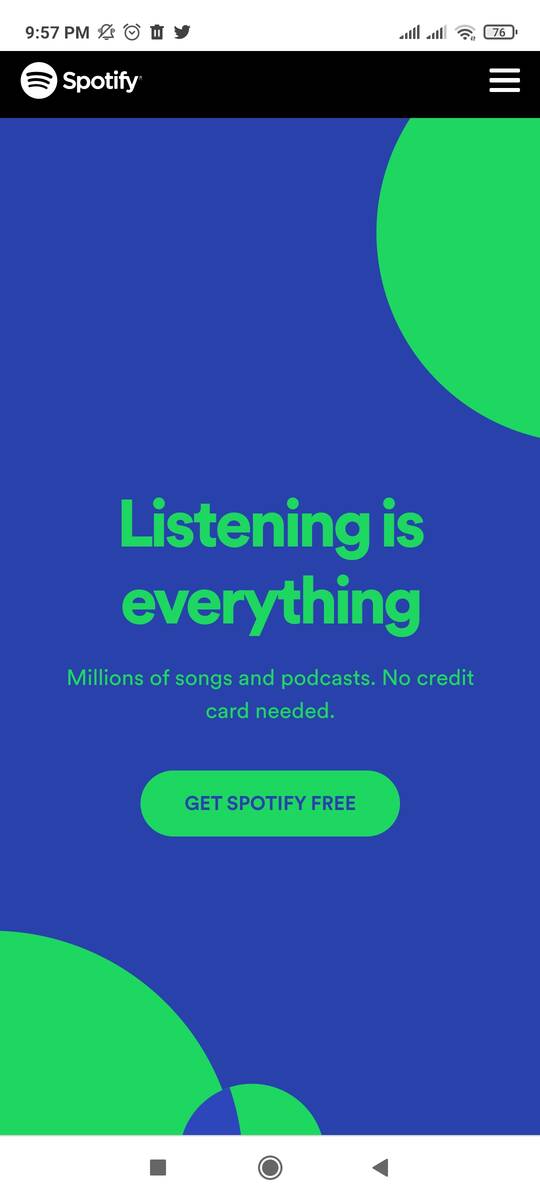 9:57 PM 76
Spotify
Listening is
everything
Millions of songs and podcasts. No credit
card needed.
GET SPOTIFY FREE